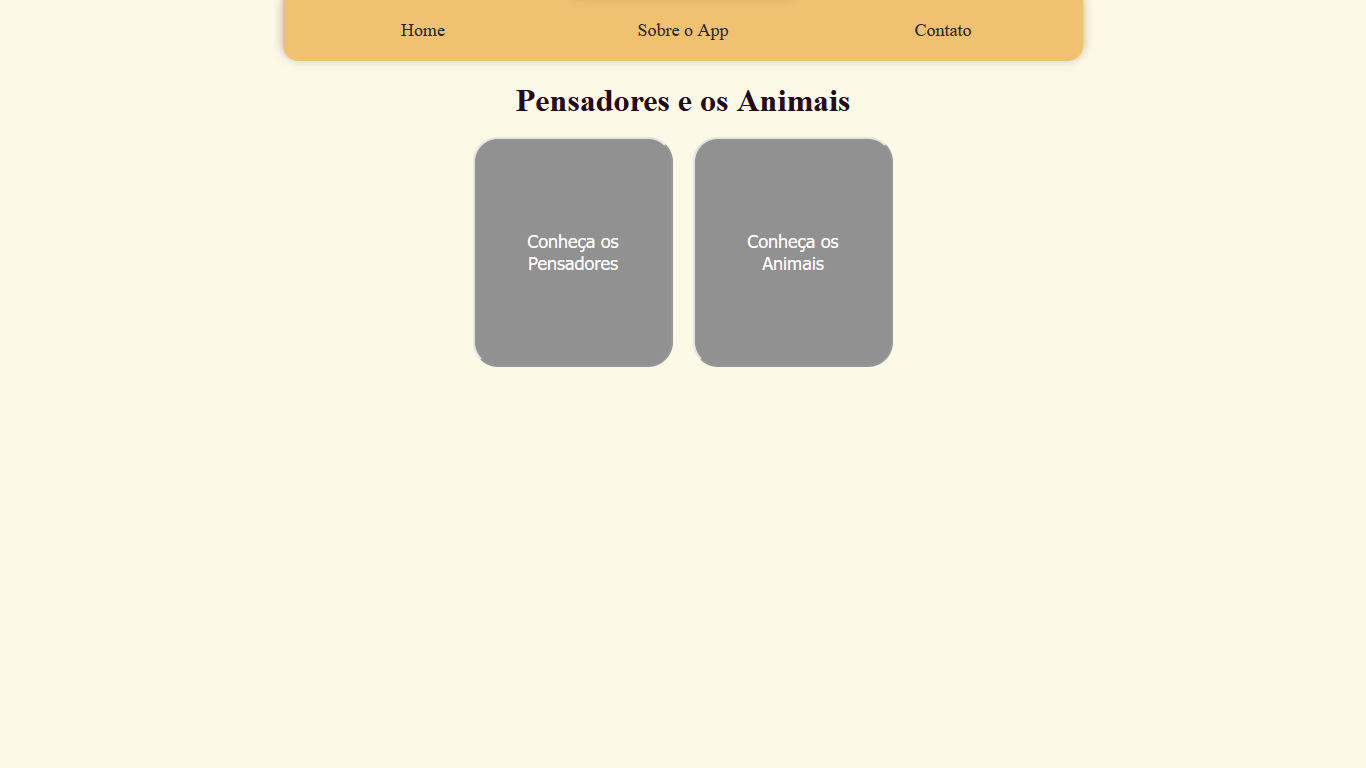 Home
Sobre o App
Contato
Pensadores e os Animais
Conheça os
Pensadores
Conheça os
Animais